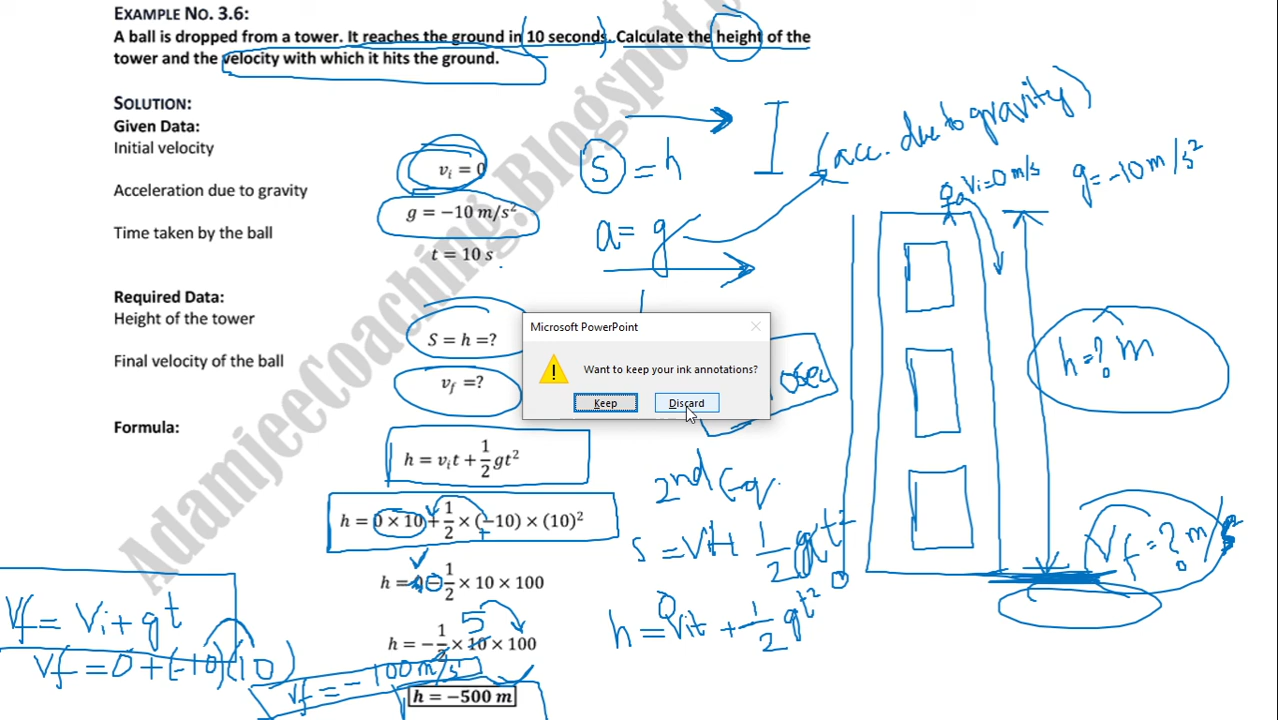 EXAMPLE NO. 3.6:
A ball is dropped from a tower. It reaches the ground in 10 seconds. Calculate the height of the
tower and the velocity with which it hits the ground.
SOLUTION:
Given Data:
Initial velocity
vᵢ = 0
Acceleration due to gravity
g = −10 m/s²
Time taken by the ball
t = 10 s
Required Data:
Height of the tower
S = h =?
Final velocity of the ball
v_f =?
Formula:
h = vᵢt + 1/2 gt²
h = 0 × 10 + 1/2 × (−10) × (10)²
h = 0 − 1/2 × 10 × 100
h = −1/2 × 10 × 100
5
h = −500 m
Vf = Vi + gt
Vf = 0 + (-10)(10)
Vf = -100 m/s
AdamjeeCoaching.Blogspot.
S = h
I
a = g
(acc. due to gravity)
Vi = 0 m/s
g = -10 m/s²
h = ? m
Vf = ? m/s
Microsoft PowerPoint
Want to keep your ink annotations?
Keep
Discard
0sec
2nd Eq.
S = Vit + 1/2 gt²
h = Vit + 1/2 gt²
0